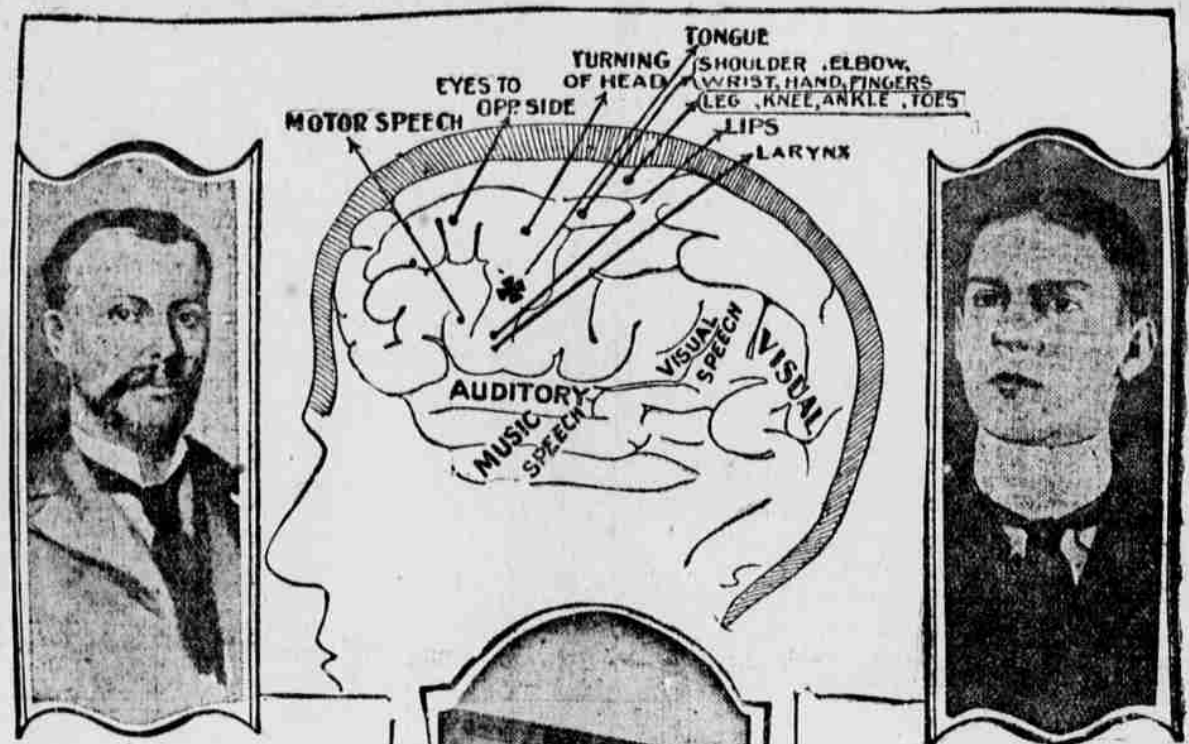 TONGUE
SHOULDER, ELBOW,
WRIST, HAND, FINGERS
LEG, KNEE, ANKLE, TOES
LIPS
LARYNX
TURNING
OF HEAD
EYES TO
OPP. SIDE
MOTOR SPEECH
AUDITORY
MUSIC
SPEECH
VISUAL
SPEECH
VISUAL